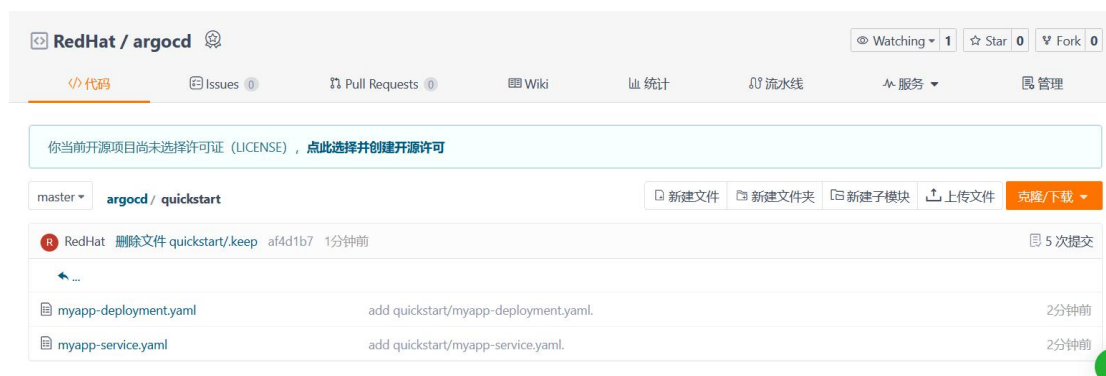 RedHat / argocd Watching 1 Star 0 Fork 0
代码 Issues 0 Pull Requests 0 Wiki 统计 流水线 服务 管理
你当前开源项目尚未选择许可证（LICENSE），点此选择并创建开源许可
master argocd / quickstart 新建文件 新建文件夹 新建子模块 上传文件 克隆/下载
R RedHat 删除文件 quickstart/.keep af4d1b7 1分钟前 5 次提交
...
myapp-deployment.yaml add quickstart/myapp-deployment.yaml. 2分钟前
myapp-service.yaml add quickstart/myapp-service.yaml. 2分钟前